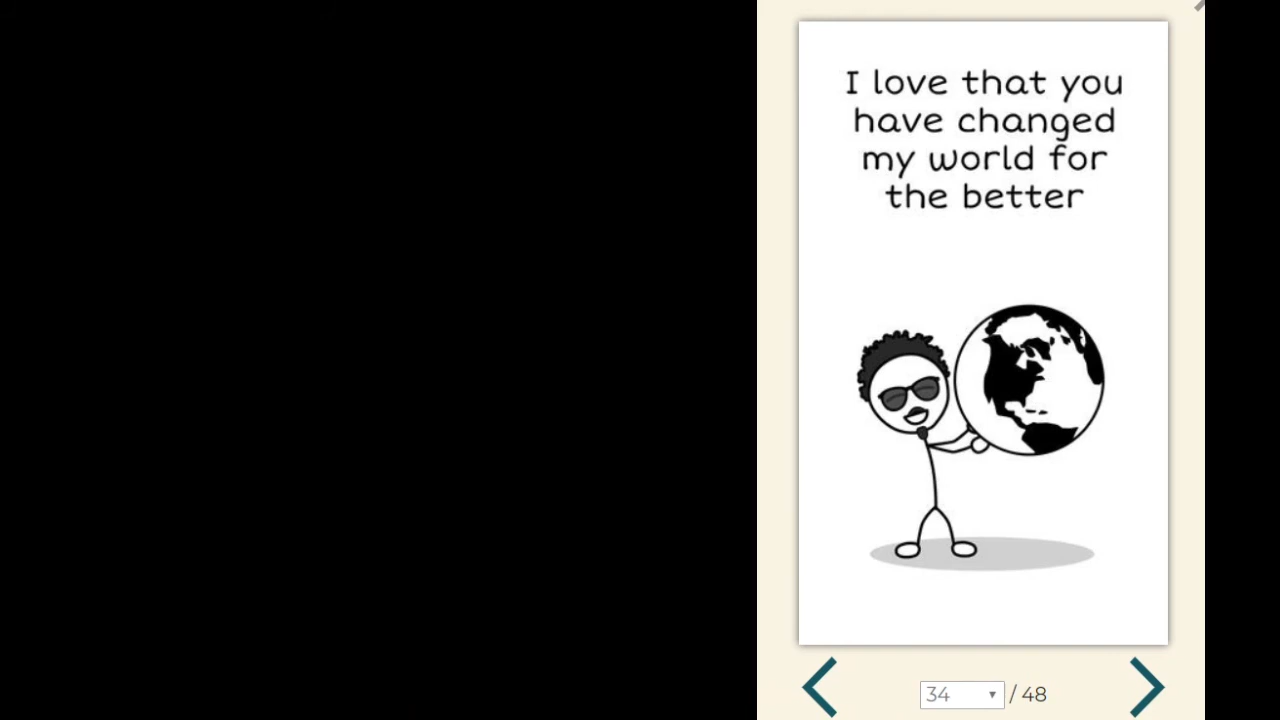 I love that you
have changed
my world for
the better
34 / 48